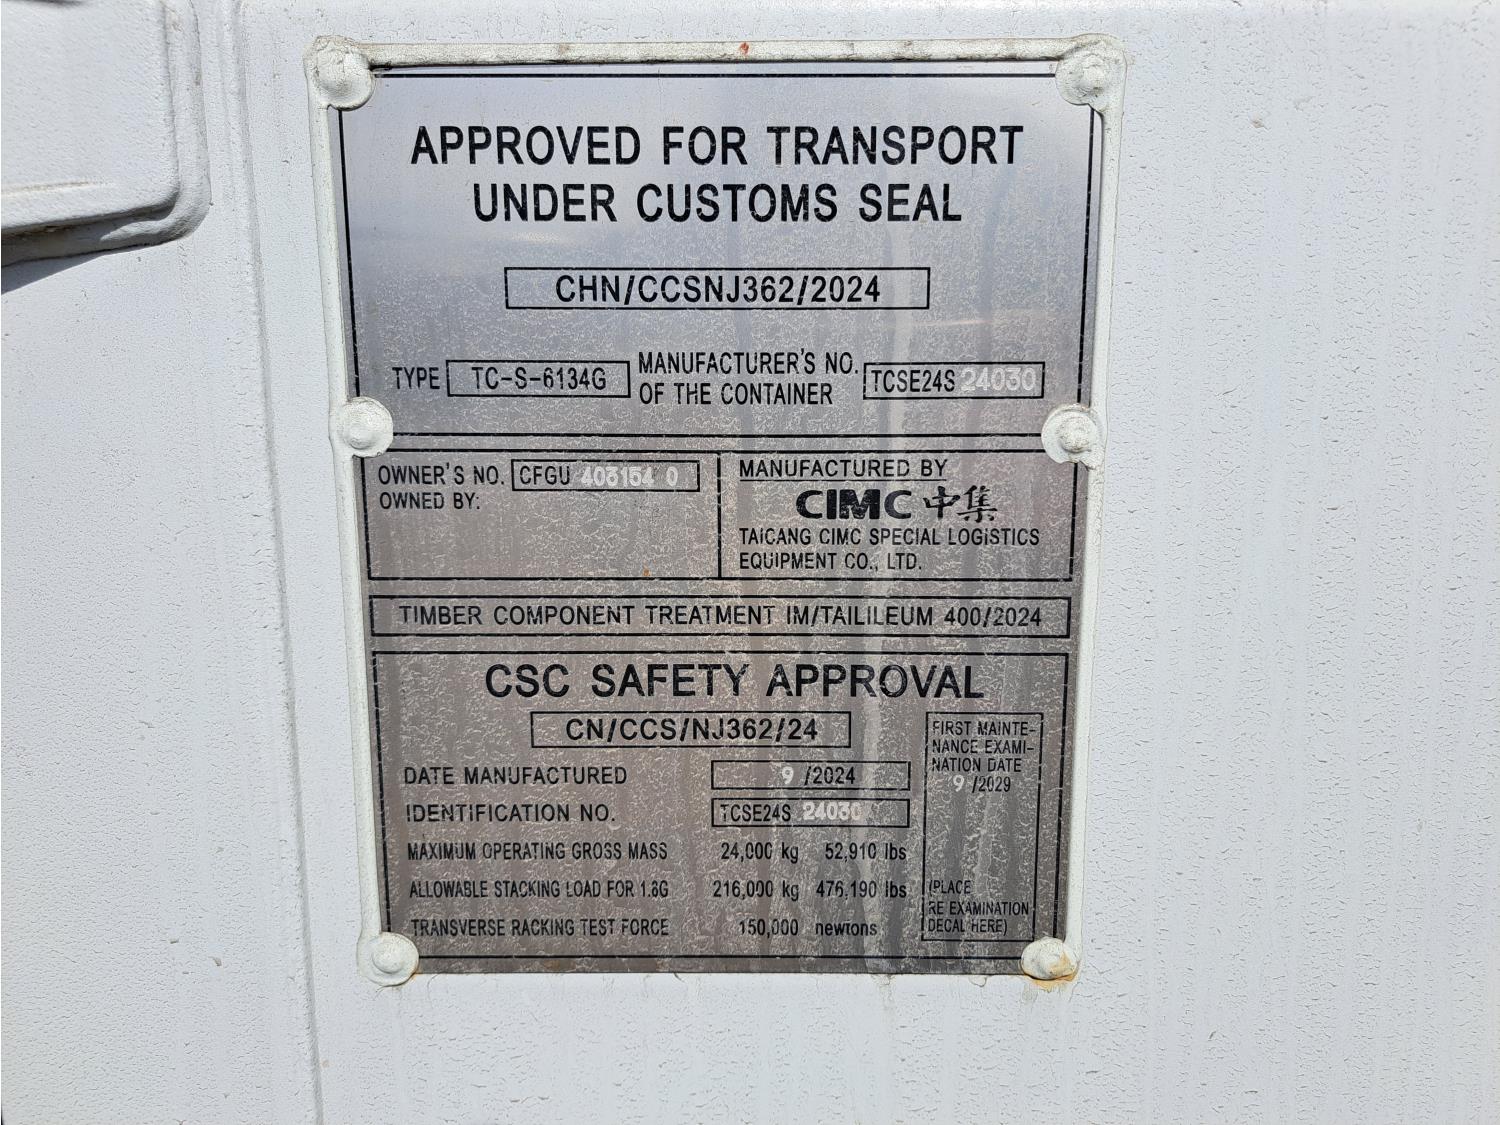 APPROVED FOR TRANSPORT
UNDER CUSTOMS SEAL
CHN/CCSNJ362/2024
TYPE TC-S-6134G MANUFACTURER'S NO. OF THE CONTAINER TCSE24S 24030
OWNER'S NO. CFGU 403154 0
OWNED BY:
MANUFACTURED BY
CIMC 中集
TAICANG CIMC SPECIAL LOGISTICS
EQUIPMENT CO., LTD.
TIMBER COMPONENT TREATMENT IM/TAILILEUM 400/2024
CSC SAFETY APPROVAL
CN/CCS/NJ362/24
DATE MANUFACTURED 9 /2024
IDENTIFICATION NO. TCSE24S 24030
MAXIMUM OPERATING GROSS MASS 24,000 kg 52,910 lbs
ALLOWABLE STACKING LOAD FOR 1.8G 216,000 kg 476,190 lbs
TRANSVERSE RACKING TEST FORCE 150,000 newtons
FIRST MAINTE-
NANCE EXAMI-
NATION DATE
9 /2029
(PLACE
RE EXAMINATION
DECAL HERE)